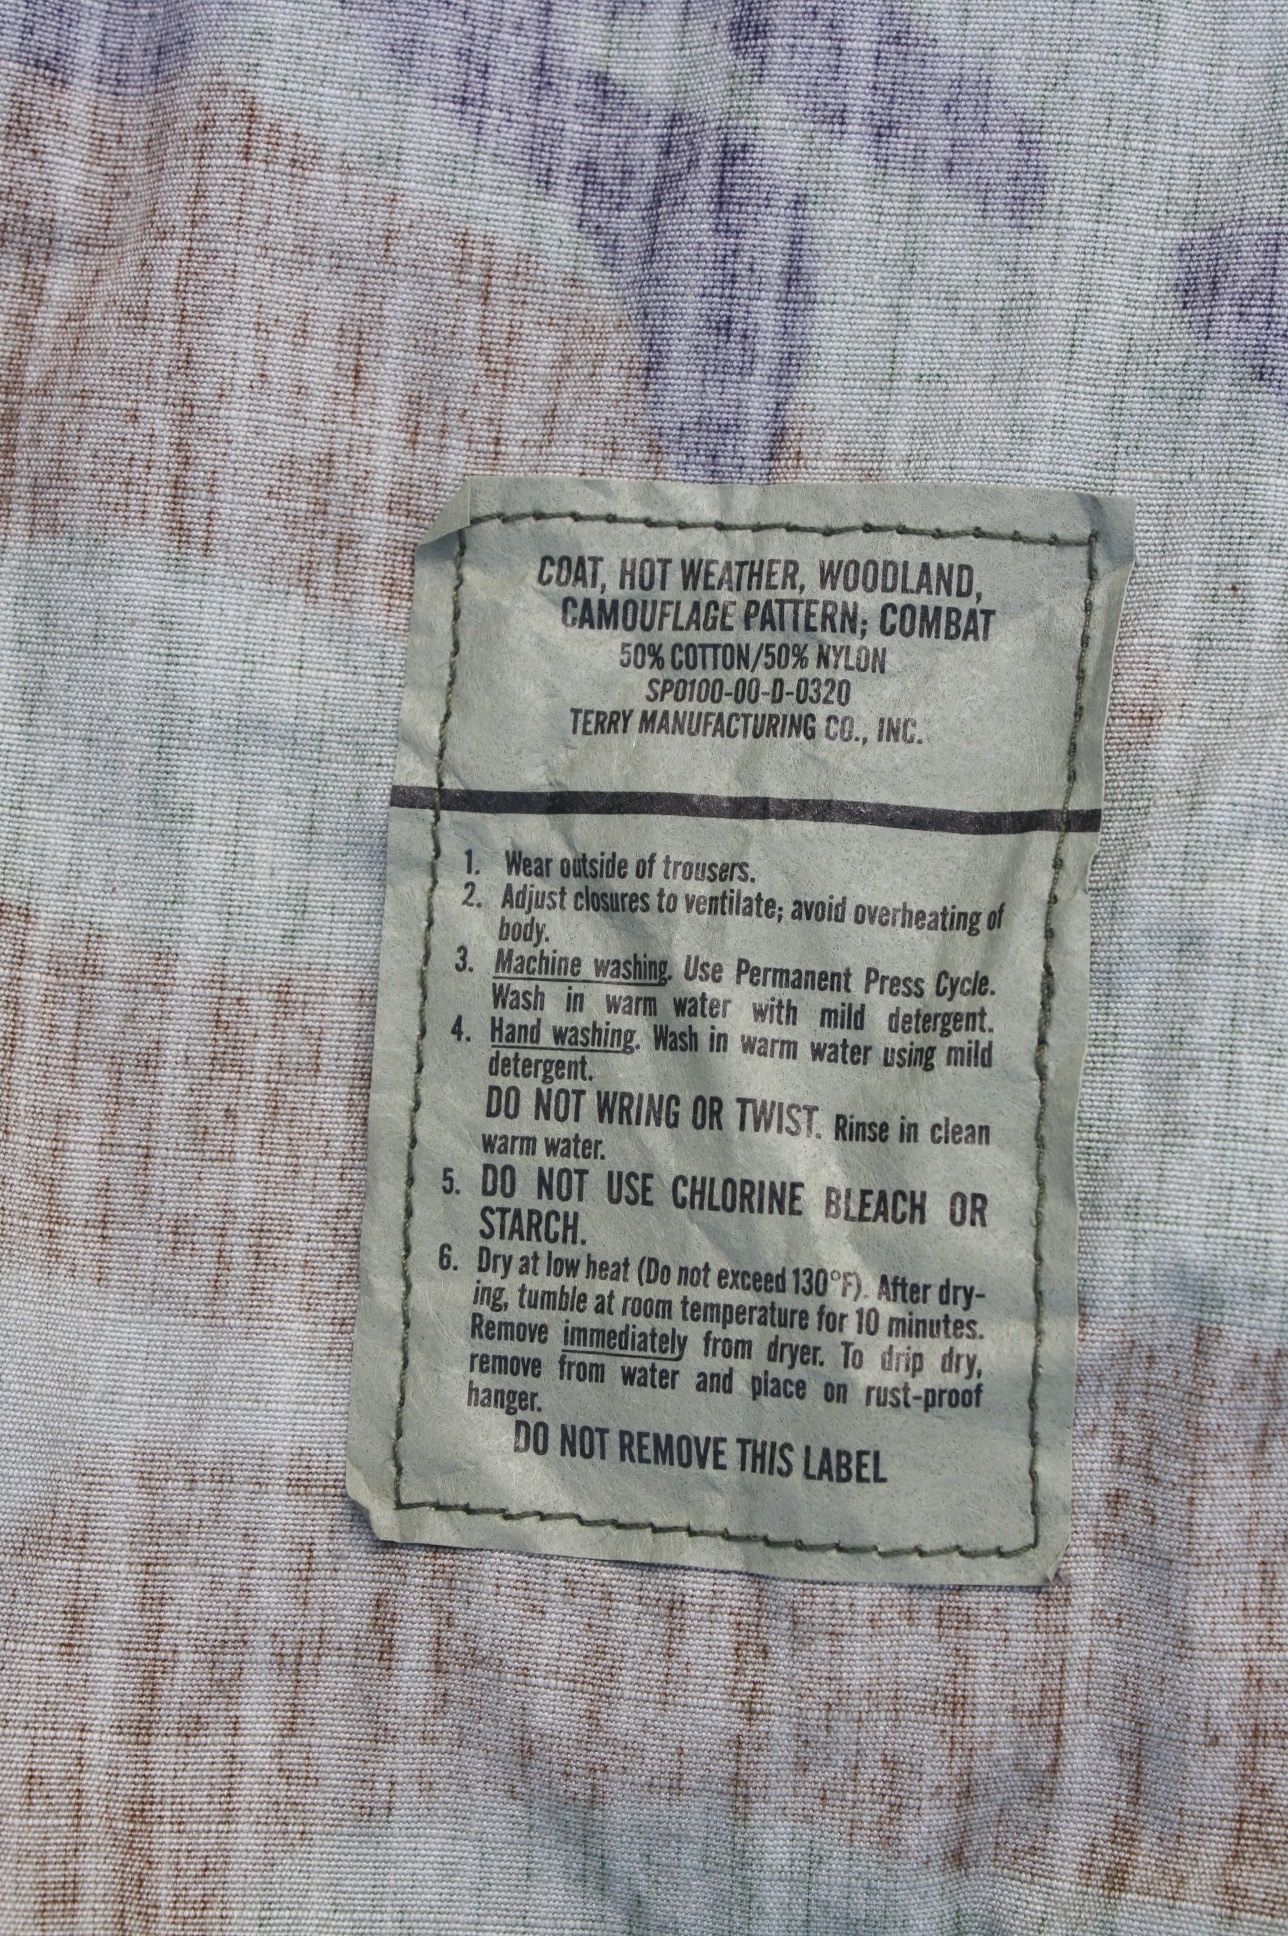 COAT, HOT WEATHER, WOODLAND,
CAMOUFLAGE PATTERN; COMBAT
50% COTTON/50% NYLON
SPO100-00-D-0320
TERRY MANUFACTURING CO., INC.
1. Wear outside of trousers.
2. Adjust closures to ventilate; avoid overheating of
body.
3. Machine washing. Use Permanent Press Cycle.
Wash in warm water with mild detergent.
4. Hand washing. Wash in warm water using mild
detergent.
DO NOT WRING OR TWIST. Rinse in clean
warm water.
5. DO NOT USE CHLORINE BLEACH OR
STARCH.
6. Dry at low heat (Do not exceed 130°F). After dry-
ing, tumble at room temperature for 10 minutes.
Remove immediately from dryer. To drip dry,
remove from water and place on rust-proof
hanger.
DO NOT REMOVE THIS LABEL